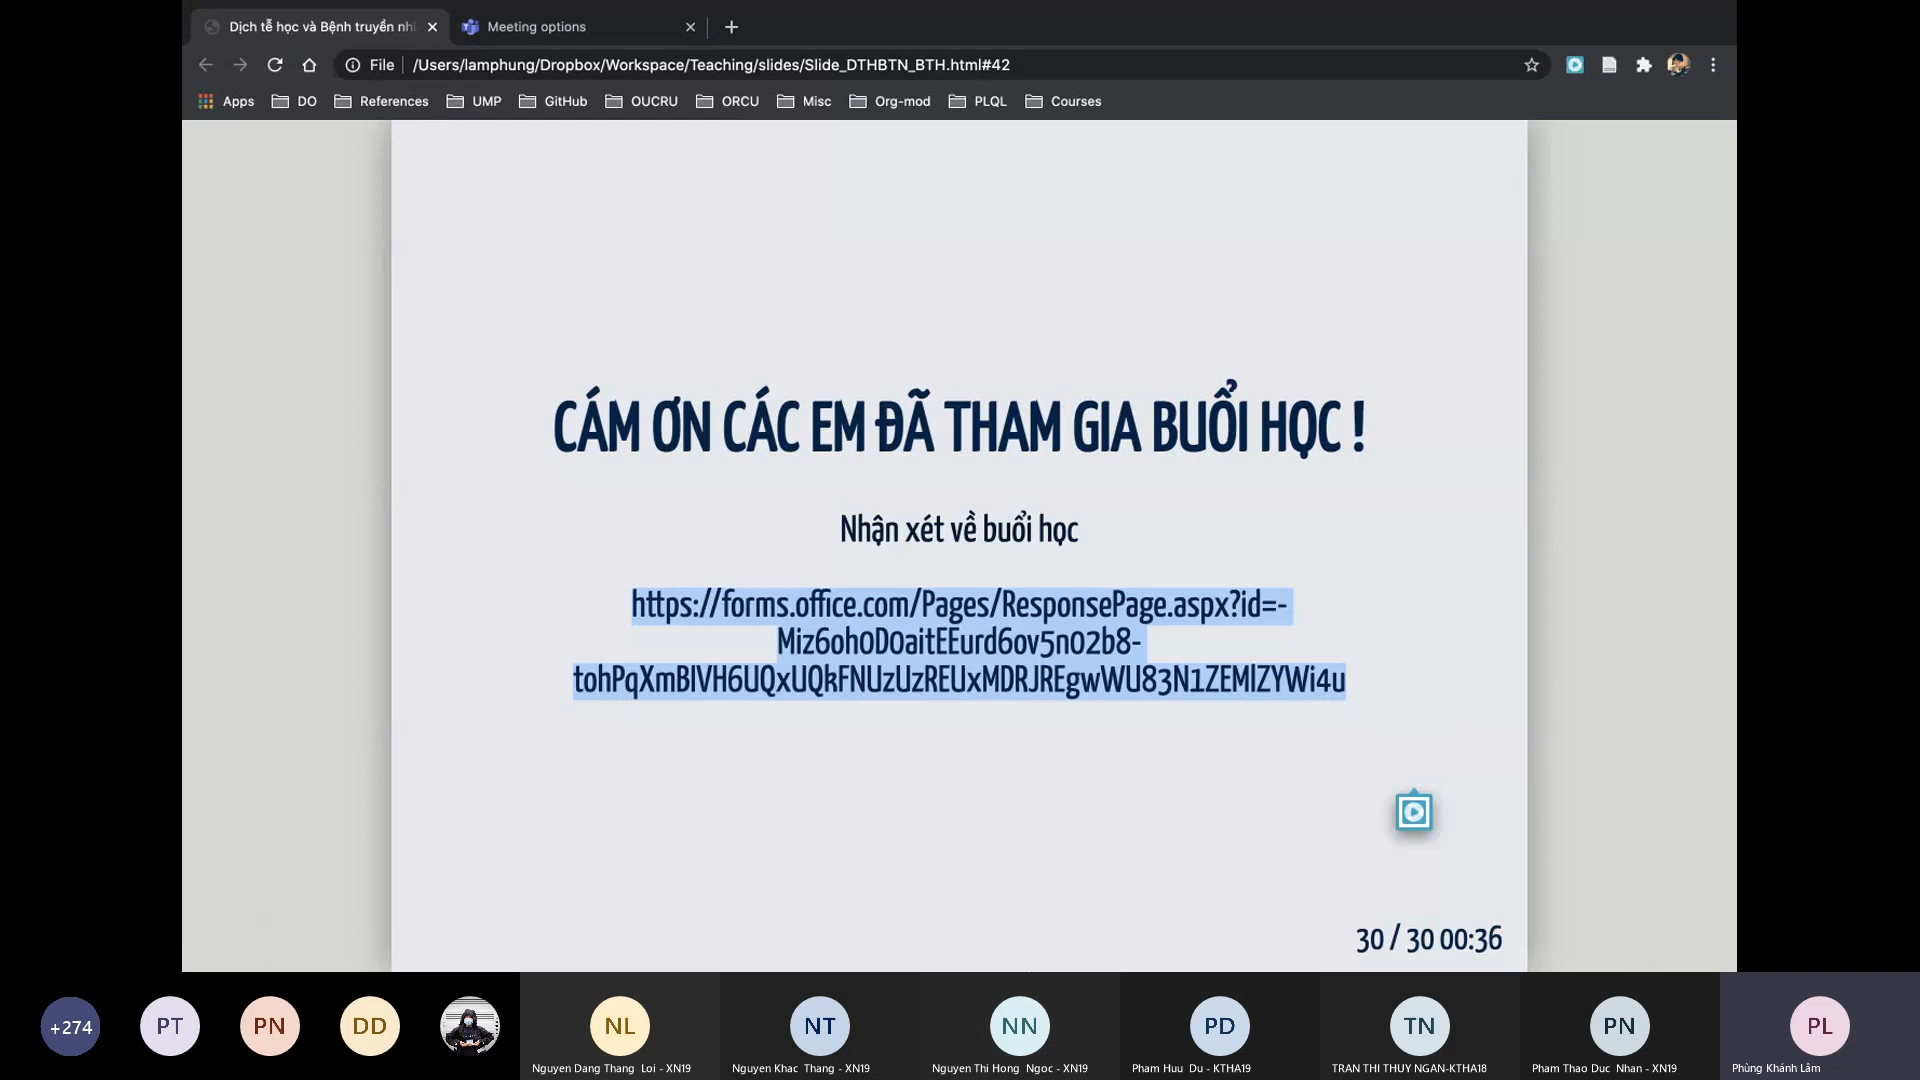 Dịch tễ học và Bệnh truyền nhi
Meeting options
File
/Users/lamphung/Dropbox/Workspace/Teaching/slides/Slide_DTHBTN_BTH.html#42
Apps
DO
References
UMP
GitHub
OUCRU
ORCU
Misc
Org-mod
PLQL
Courses
CÁM ƠN CÁC EM ĐÃ THAM GIA BUỔI HỌC !
Nhận xét về buổi học
https://forms.office.com/Pages/ResponsePage.aspx?id=-
Miz6oh0D0aitEEurd6ov5n02b8-
tohPqXmBIVH6UQxUQkFNUzUzREUxMDRJREgwWU83N1ZEMlZYWi4u
30 / 30 00:36
+274
PT
PN
DD
NL
NT
NN
PD
TN
PN
PL
Nguyen Dang Thang Loi - XN19
Nguyen Khac Thang - XN19
Nguyen Thi Hong Ngoc - XN19
Pham Huu Du - KTHA19
TRAN THI THUY NGAN-KTHA18
Pham Thao Duc Nhan - XN19
Phùng Khánh Lâm